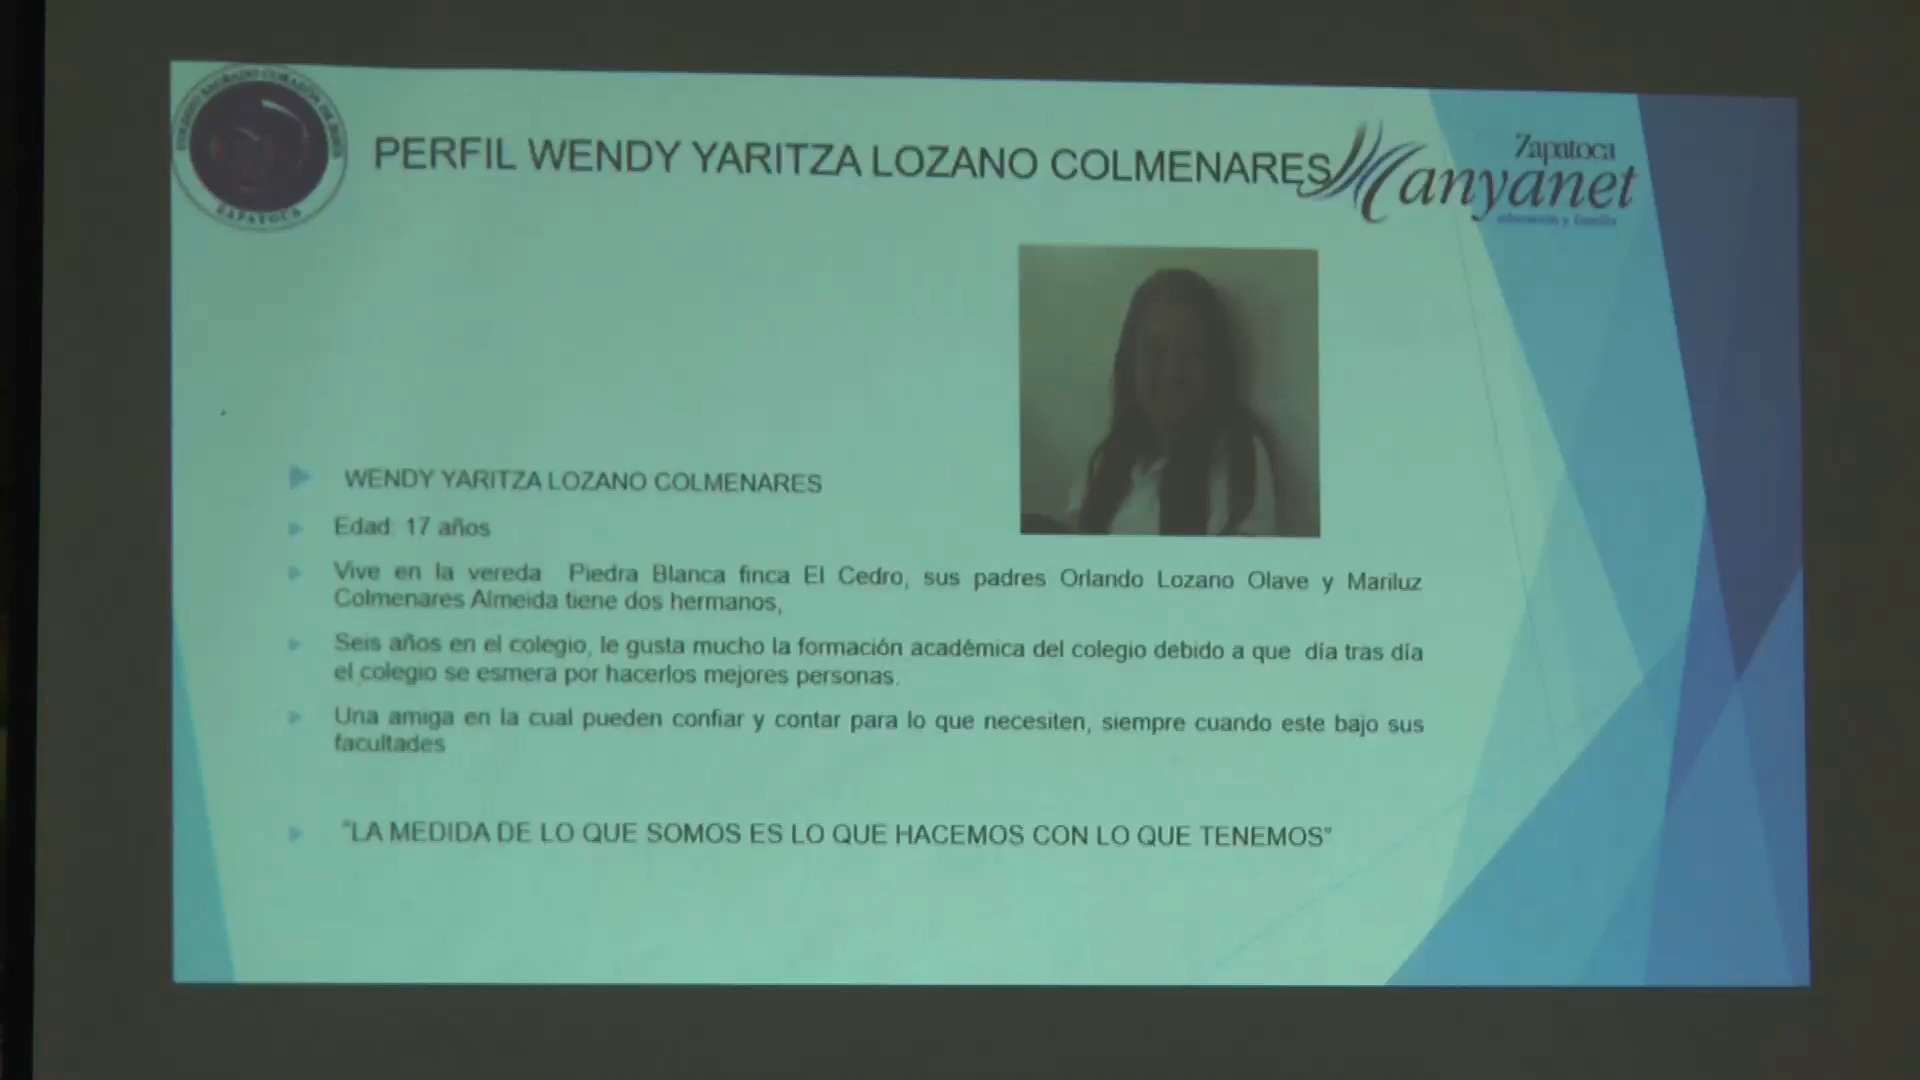 PERFIL WENDY YARITZA LOZANO COLMENARES
Zapatoca
Manyanet
educación y familia
ZAPATOCA
WENDY YARITZA LOZANO COLMENARES
Edad: 17 años
Vive en la vereda Piedra Blanca finca El Cedro, sus padres Orlando Lozano Olave y Mariluz
Colmenares Almeida tiene dos hermanos,
Seis años en el colegio, le gusta mucho la formación académica del colegio debido a que día tras día
el colegio se esmera por hacerlos mejores personas.
Una amiga en la cual pueden confiar y contar para lo que necesiten, siempre cuando este bajo sus
facultades
"LA MEDIDA DE LO QUE SOMOS ES LO QUE HACEMOS CON LO QUE TENEMOS"